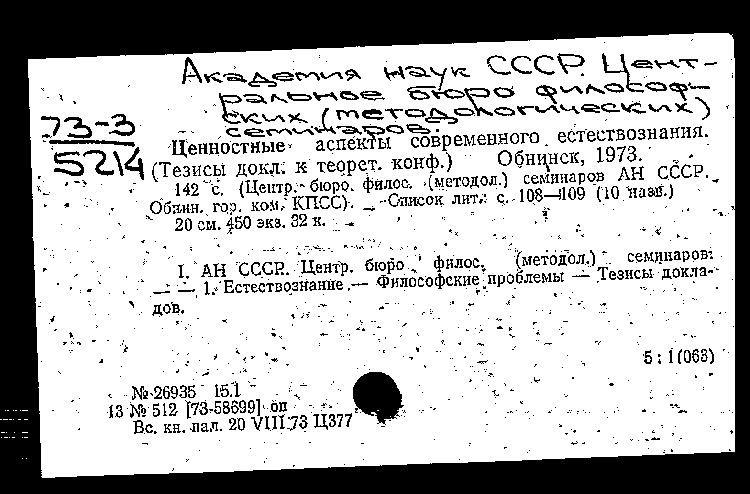 Академия наук СССР. Цент-
ральное бюро философ-
ских (методологических)
семинаров.
73-3
5214
Ценностные аспекты современного естествознания.
(Тезисы докл. к теорет. конф.) Обнинск, 1973.
142 с. (Центр. бюро. филос. (методол.) семинаров АН СССР.
Обнин. гор. ком. КПСС). — Список лит.: с. 108—109 (10 назв.)
20 см. 450 экз. 32 к.
I. АН СССР. Центр. бюро филос. (методол.) семинаров.
— — 1. Естествознание — Философские проблемы — Тезисы докла-
дов.
5 : 1(063)
№ 26935 15.1
13 № 512 [73-58699] оп
Вс. кн. пал. 20 VIII 73 Ц377